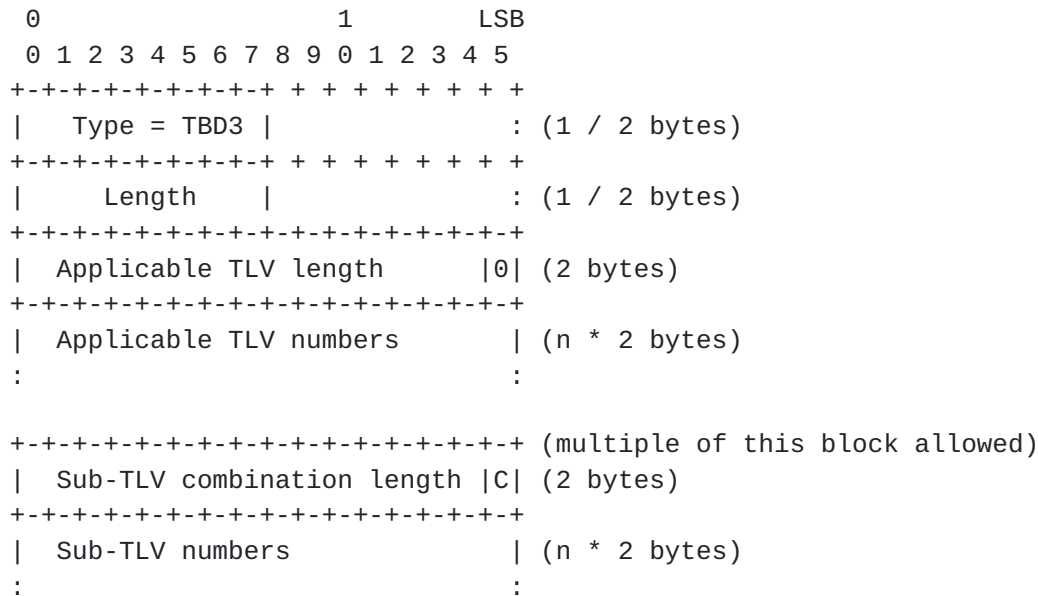 0                   1        LSB
 0 1 2 3 4 5 6 7 8 9 0 1 2 3 4 5
+-+-+-+-+-+-+-+-+ + + + + + + + +
|   Type = TBD3 |               : (1 / 2 bytes)
+-+-+-+-+-+-+-+-+ + + + + + + + +
|     Length    |               : (1 / 2 bytes)
+-+-+-+-+-+-+-+-+-+-+-+-+-+-+-+-+
|  Applicable TLV length      |0| (2 bytes)
+-+-+-+-+-+-+-+-+-+-+-+-+-+-+-+-+
|  Applicable TLV numbers       | (n * 2 bytes)
:                               :
+-+-+-+-+-+-+-+-+-+-+-+-+-+-+-+-+ (multiple of this block allowed)
|  Sub-TLV combination length |C| (2 bytes)
+-+-+-+-+-+-+-+-+-+-+-+-+-+-+-+-+
|  Sub-TLV numbers              | (n * 2 bytes)
:                               :